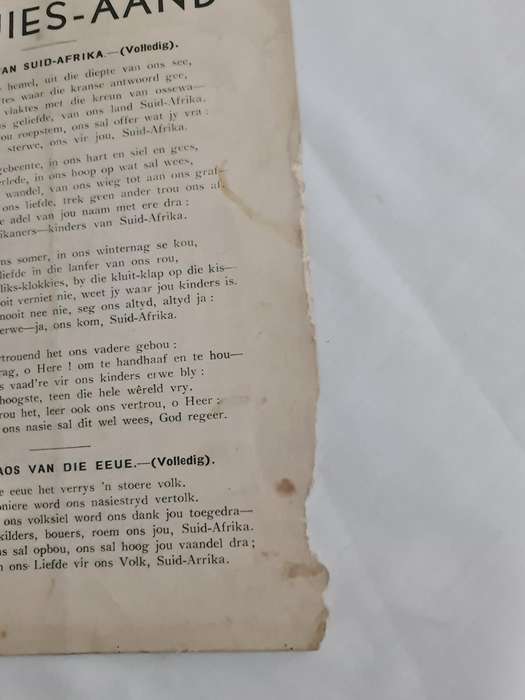 IES-AAND
AN SUID-AFRIKA.—(Volledig).
hemel, uit die diepte van ons see,
tes waar die kranse antwoord gee,
vlaktes met die kreun van ossewa—
s geliefde, van ons land Suid-Afrika.
ou roepstem, ons sal offer wat jy vra :
sterwe, ons vir jou, Suid-Afrika.
gebeente, in ons hart en siel en gees,
rlede, in ons hoop op wat sal wees,
wandel, van ons wieg tot aan ons graf—
ons liefde, trek geen ander trou ons af.
e adel van jou naam met ere dra :
ikaners—kinders van Suid-Afrika.
ns somer, in ons winternag se kou,
liefde in die lanfer van ons rou,
liks-klokkies, by die kluit-klap op die kis—
oit verniet nie, weet jy waar jou kinders is.
nooit nee nie, seg ons altyd, altyd ja :
erwe—ja, ons kom, Suid-Afrika.
trouend het ons vadere gebou :
rag, o Here ! om te handhaaf en te hou—
s vaad're vir ons kinders erwe bly :
hoogste, teen die hele wêreld vry.
rou het, leer ook ons vertrou, o Heer :
ons nasie sal dit wel wees, God regeer.
AOS VAN DIE EEUE.—(Volledig).
e eeue het verrys 'n stoere volk.
oniere word ons nasiestryd vertolk.
ons volksiel word ons dank jou toegedra—
kilders, bouers, roem ons jou, Suid-Afrika.
ns sal opbou, ons sal hoog jou vaandel dra ;
n ons Liefde vir ons Volk, Suid-Arrika.